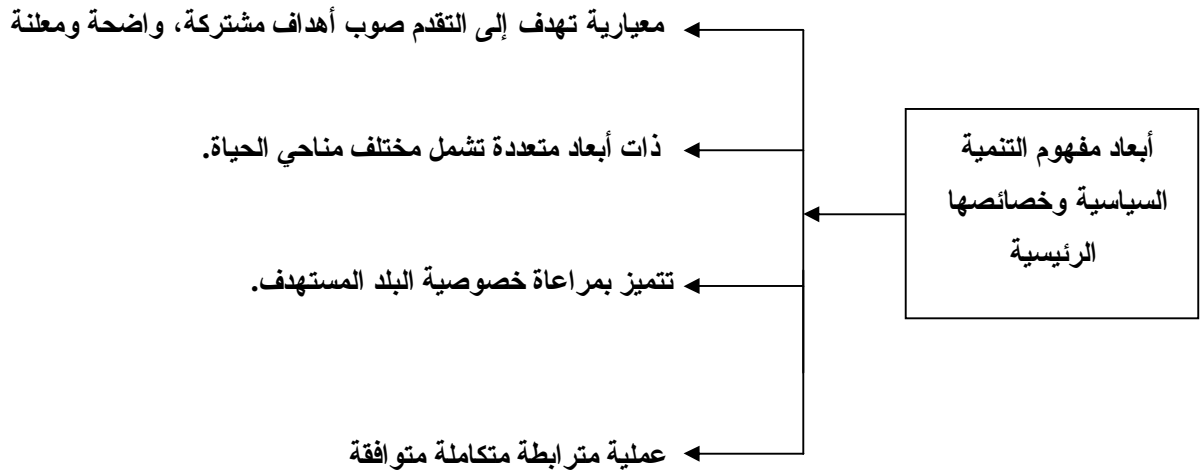 أبعاد مفهوم التنمية
السياسية وخصائصها
الرئيسية
معيارية تهدف إلى التقدم صوب أهداف مشتركة، واضحة ومعلنة
ذات أبعاد متعددة تشمل مختلف مناحي الحياة.
تتميز بمراعاة خصوصية البلد المستهدف.
عملية مترابطة متكاملة متوافقة